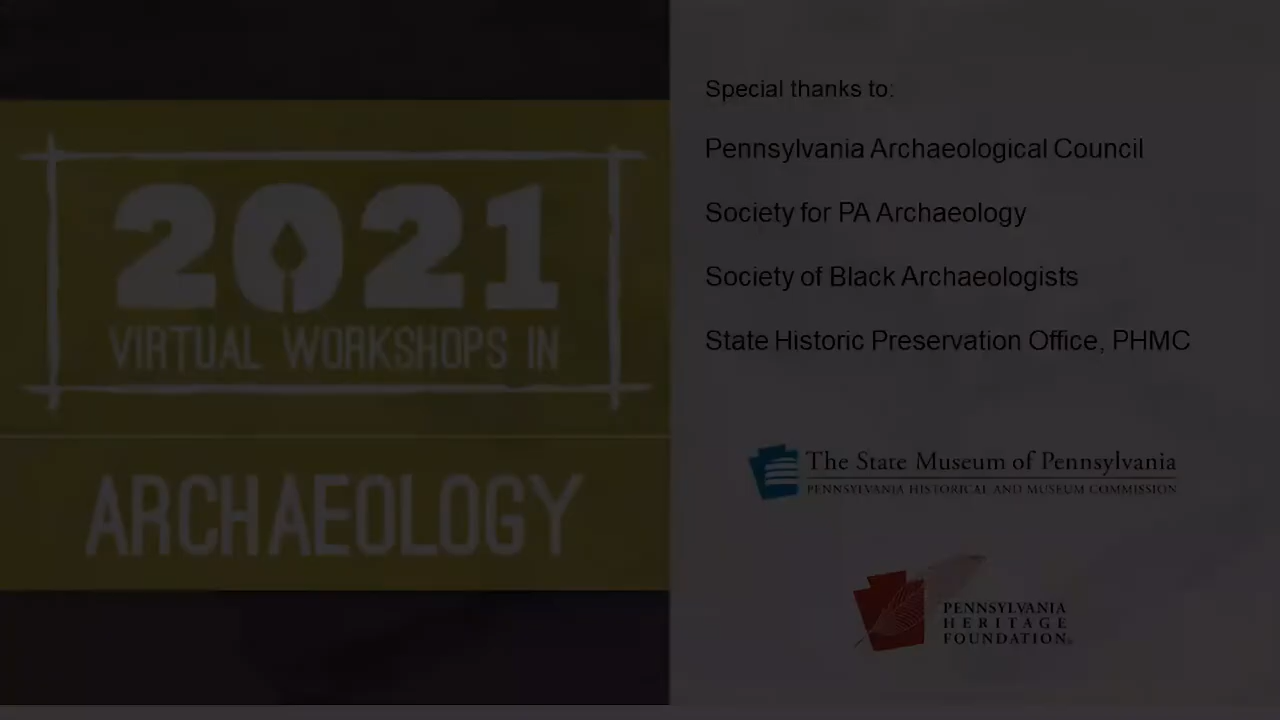 2021
VIRTUAL WORKSHOPS IN
ARCHAEOLOGY
Special thanks to:
Pennsylvania Archaeological Council
Society for PA Archaeology
Society of Black Archaeologists
State Historic Preservation Office, PHMC
The State Museum of Pennsylvania
PENNSYLVANIA HISTORICAL AND MUSEUM COMMISSION
PENNSYLVANIA
HERITAGE
FOUNDATION®